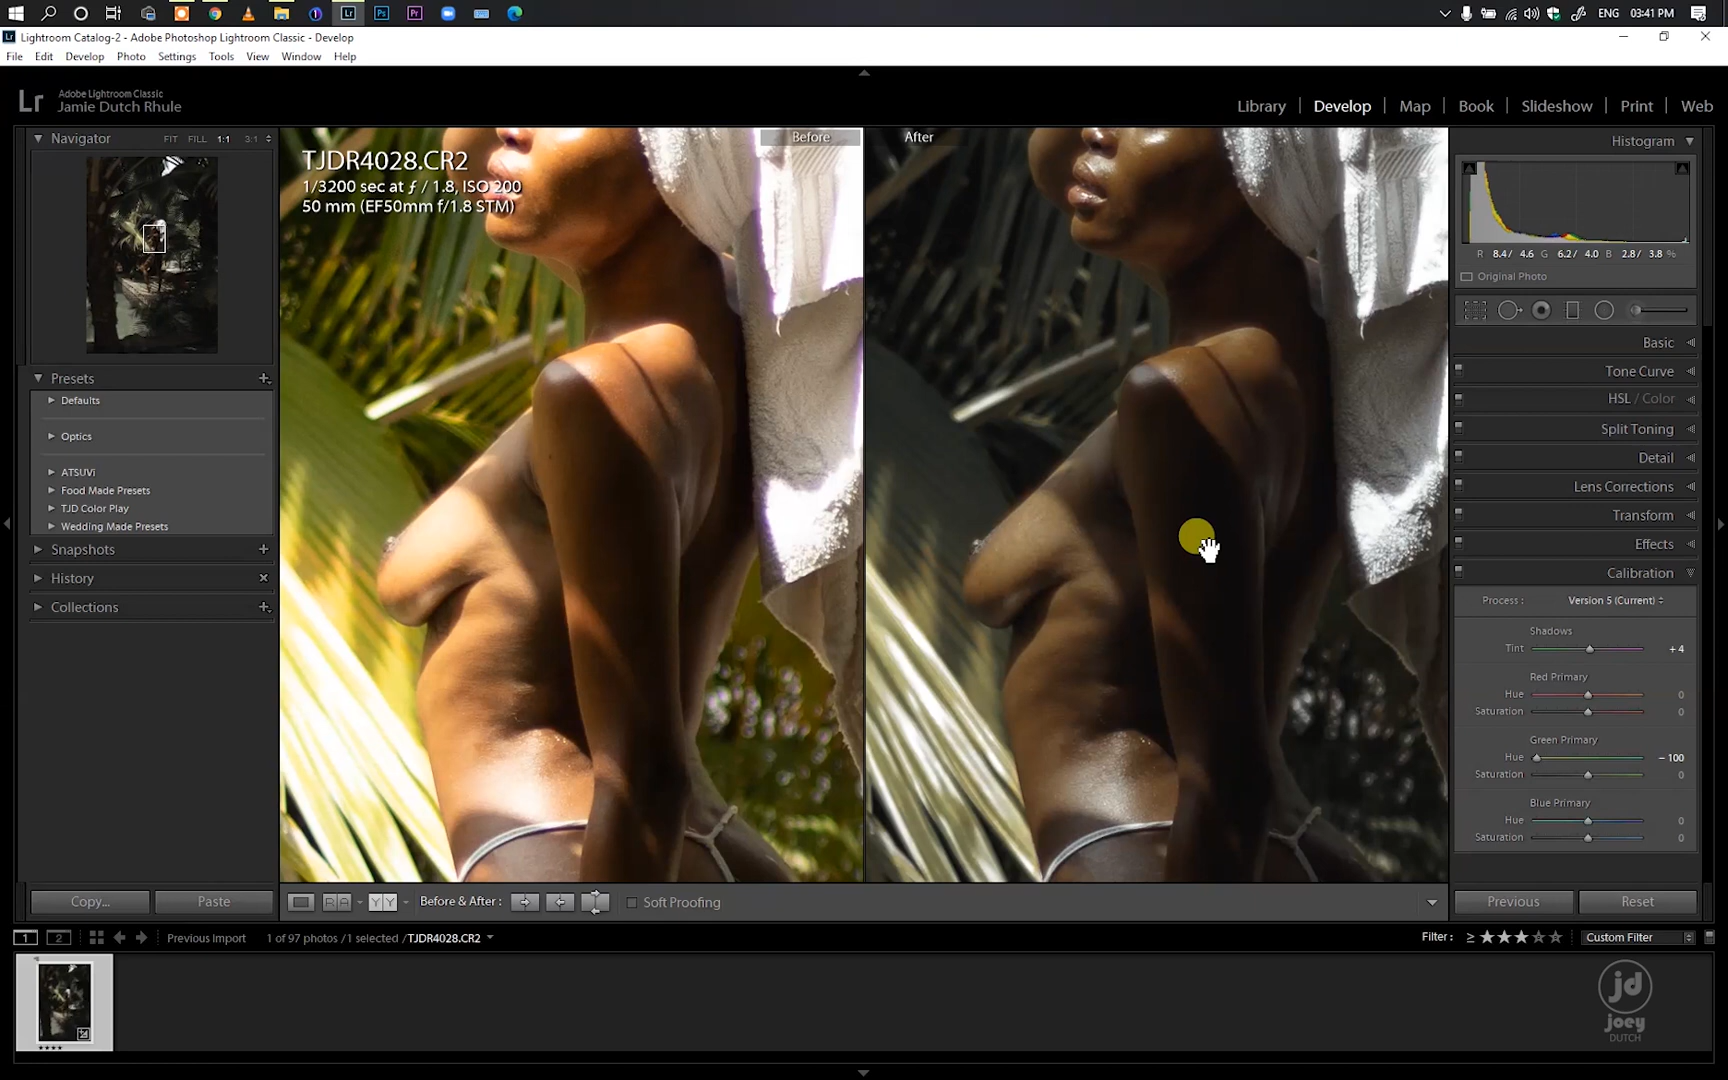 ENG 03:41 PM
Lightroom Catalog-2 - Adobe Photoshop Lightroom Classic - Develop
File Edit Develop Photo Settings Tools View Window Help
Lr
Adobe Lightroom Classic
Jamie Dutch Rhule
Library | Develop | Map | Book | Slideshow | Print | Web
Navigator FIT FILL 1:1 3:1
Presets
Defaults
Optics
ATSUVi
Food Made Presets
TJD Color Play
Wedding Made Presets
Snapshots
History
Collections
Copy... Paste
Before
After
TJDR4028.CR2
1/3200 sec at ƒ / 1.8, ISO 200
50 mm (EF50mm f/1.8 STM)
Histogram
R 8.4/ 4.6 G 6.2/ 4.0 B 2.8/ 3.8 %
Original Photo
Basic
Tone Curve
HSL / Color
Split Toning
Detail
Lens Corrections
Transform
Effects
Calibration
Process : Version 5 (Current)
Shadows
Tint + 4
Red Primary
Hue 0
Saturation 0
Green Primary
Hue - 100
Saturation 0
Blue Primary
Hue 0
Saturation 0
Previous Reset
R A Y Y Before & After : Soft Proofing
1 2 Previous Import 1 of 97 photos /1 selected /TJDR4028.CR2
Filter : ≥ Custom Filter
jd
joey
DUTCH